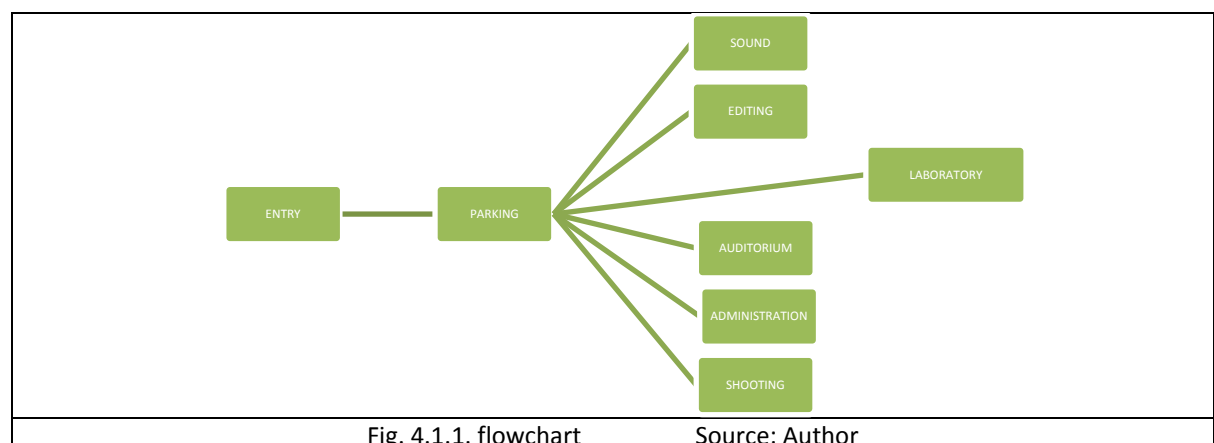 SOUND
EDITING
LABORATORY
ENTRY
PARKING
AUDITORIUM
ADMINISTRATION
SHOOTING
Fig. 4.1.1. flowchart Source: Author